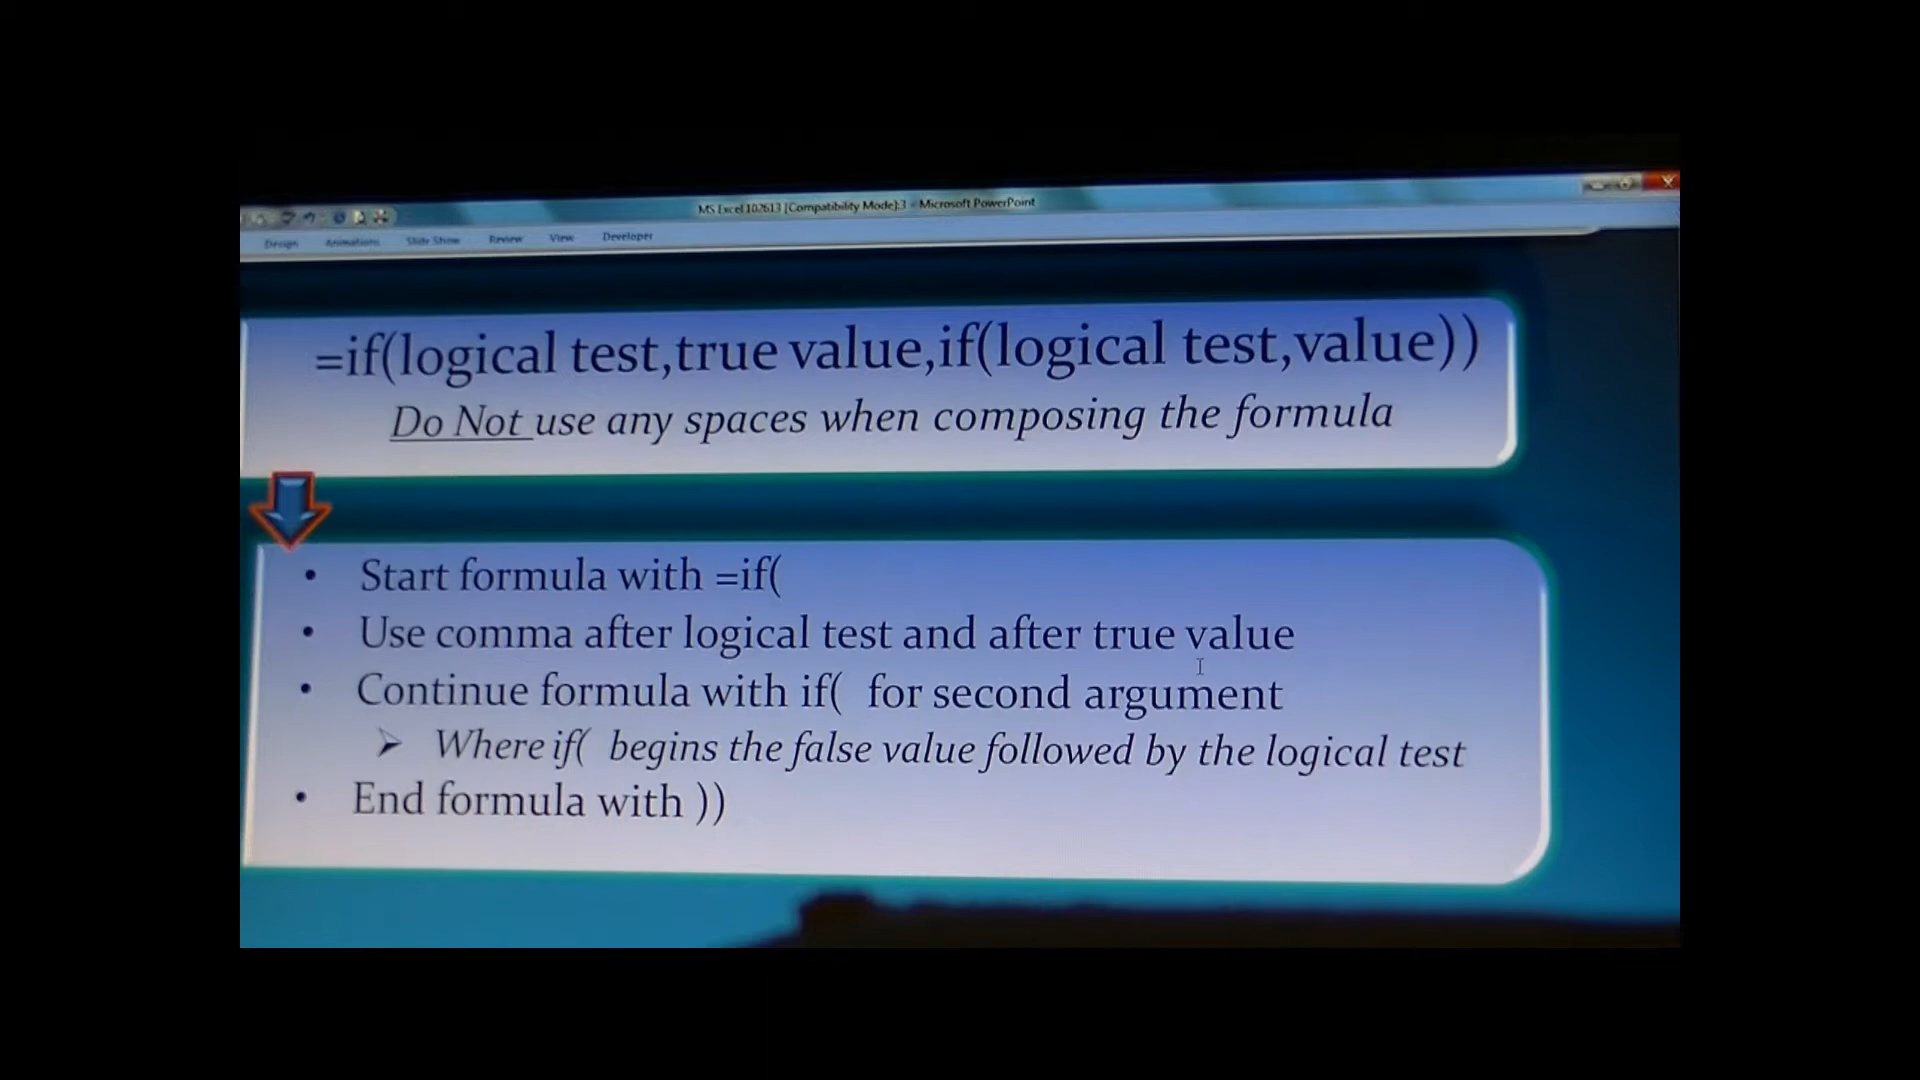 MS Excel 102613 [Compatibility Mode]:3 - Microsoft PowerPoint
Design Animations Slide Show Review View Developer
=if(logical test,true value,if(logical test,value))
Do Not use any spaces when composing the formula
• Start formula with =if(
• Use comma after logical test and after true value
• Continue formula with if( for second argument
➢ Where if( begins the false value followed by the logical test
• End formula with ))